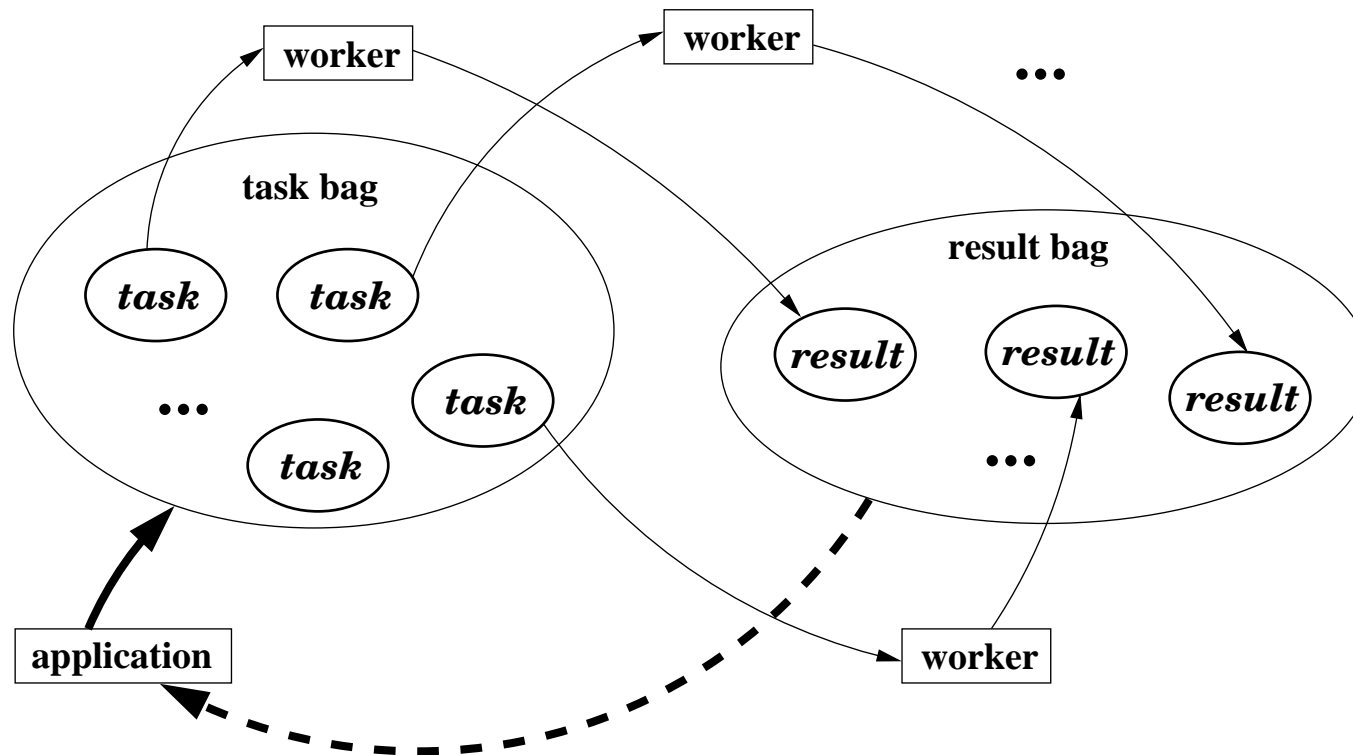 worker
worker
...
task bag
result bag
task
task
result
result
result
task
...
task
...
application
worker